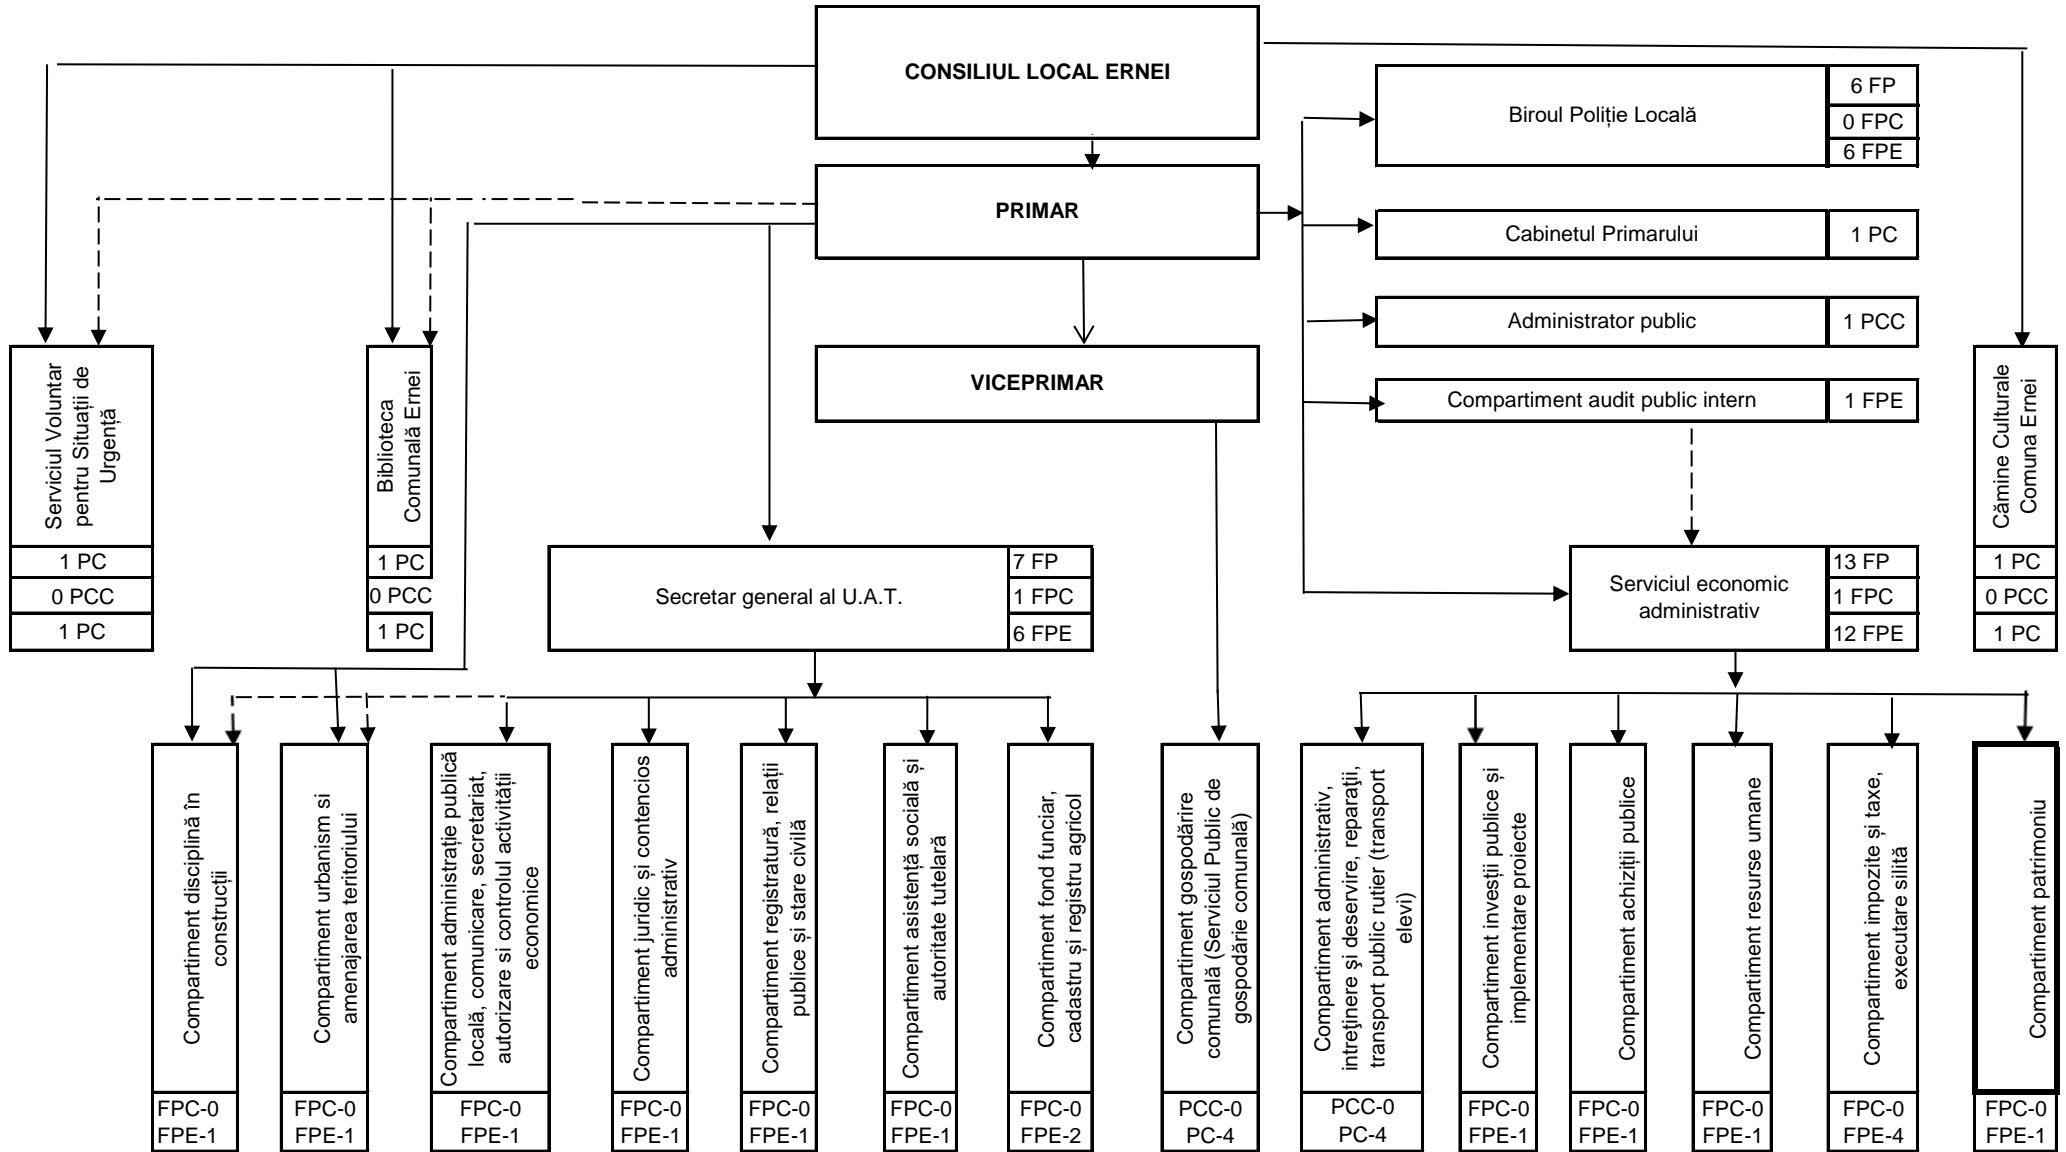 CONSILIUL LOCAL ERNEI
Biroul Poliție Locală
6 FP
0 FPC
6 FPE
PRIMAR
Cabinetul Primarului
1 PC
Administrator public
1 PCC
VICEPRIMAR
Compartiment audit public intern
1 FPE
Serviciul Voluntar
pentru Situații de
Urgență
1 PC
0 PCC
1 PC
Biblioteca
Comunală Ernei
1 PC
0 PCC
1 PC
Secretar general al U.A.T.
7 FP
1 FPC
6 FPE
Serviciul economic
administrativ
13 FP
1 FPC
12 FPE
Cămine Culturale
Comuna Ernei
1 PC
0 PCC
1 PC
Compartiment disciplină în
construcții
FPC-0
FPE-1
Compartiment urbanism si
amenajarea teritoriului
FPC-0
FPE-1
Compartiment administrație publică
locală, comunicare, secretariat,
autorizare si controlul activității
economice
FPC-0
FPE-1
Compartiment juridic și contencios
administrativ
FPC-0
FPE-1
Compartiment registratură, relații
publice și stare civilă
FPC-0
FPE-1
Compartiment asistență socială și
autoritate tutelară
FPC-0
FPE-1
Compartiment fond funciar,
cadastru și registru agricol
FPC-0
FPE-2
Compartiment gospodărire
comunală (Serviciul Public de
gospodărie comunală)
PCC-0
PC-4
Compartiment administrativ,
intreţinere şi deservire, reparaţii,
transport public rutier (transport
elevi)
PCC-0
PC-4
Compartiment investții publice și
implementare proiecte
FPC-0
FPE-1
Compartiment achiziții publice
FPC-0
FPE-1
Compartiment resurse umane
FPC-0
FPE-1
Compartiment impozite și taxe,
executare silită
FPC-0
FPE-4
Compartiment patrimoniu
FPC-0
FPE-1